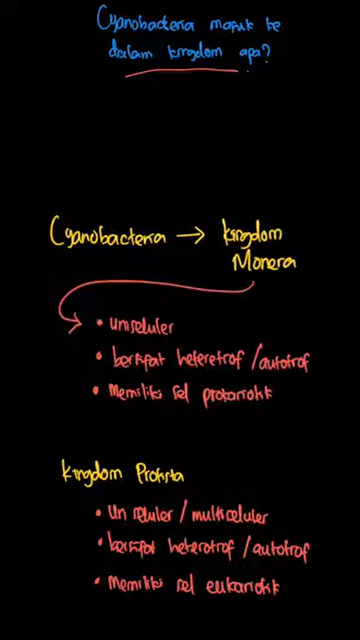 Cyanobacteria masuk ke
dalam kingdom apa?
Cyanobacteria → kingdom
Monera
• uniseluler
• bersifat heterotrof / autotrof
• Memiliki sel prokariotik
kingdom Protista
• Uniseluler / multiseluler
• bersifat heterotrof / autotrof
• Memiliki sel eukariotik